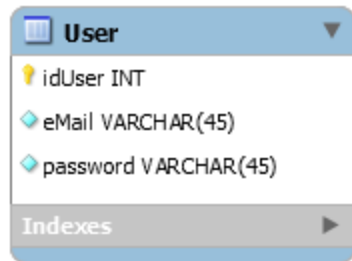 User
idUser INT
eMail VARCHAR(45)
password VARCHAR(45)
Indexes